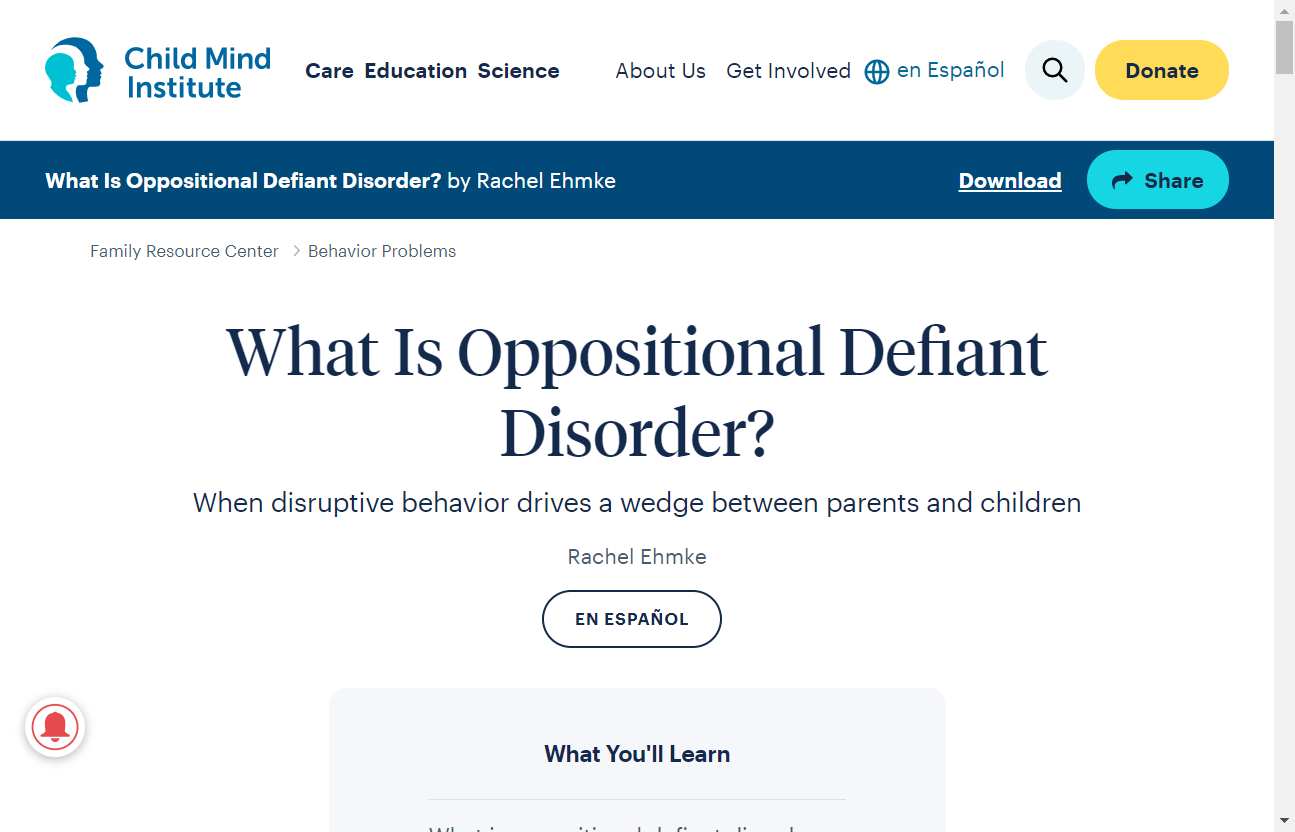 Child Mind
Institute
Care Education Science
About Us Get Involved en Español
Donate
What Is Oppositional Defiant Disorder? by Rachel Ehmke
Download
Share
Family Resource Center > Behavior Problems
What Is Oppositional Defiant
Disorder?
When disruptive behavior drives a wedge between parents and children
Rachel Ehmke
EN ESPAÑOL
What You'll Learn